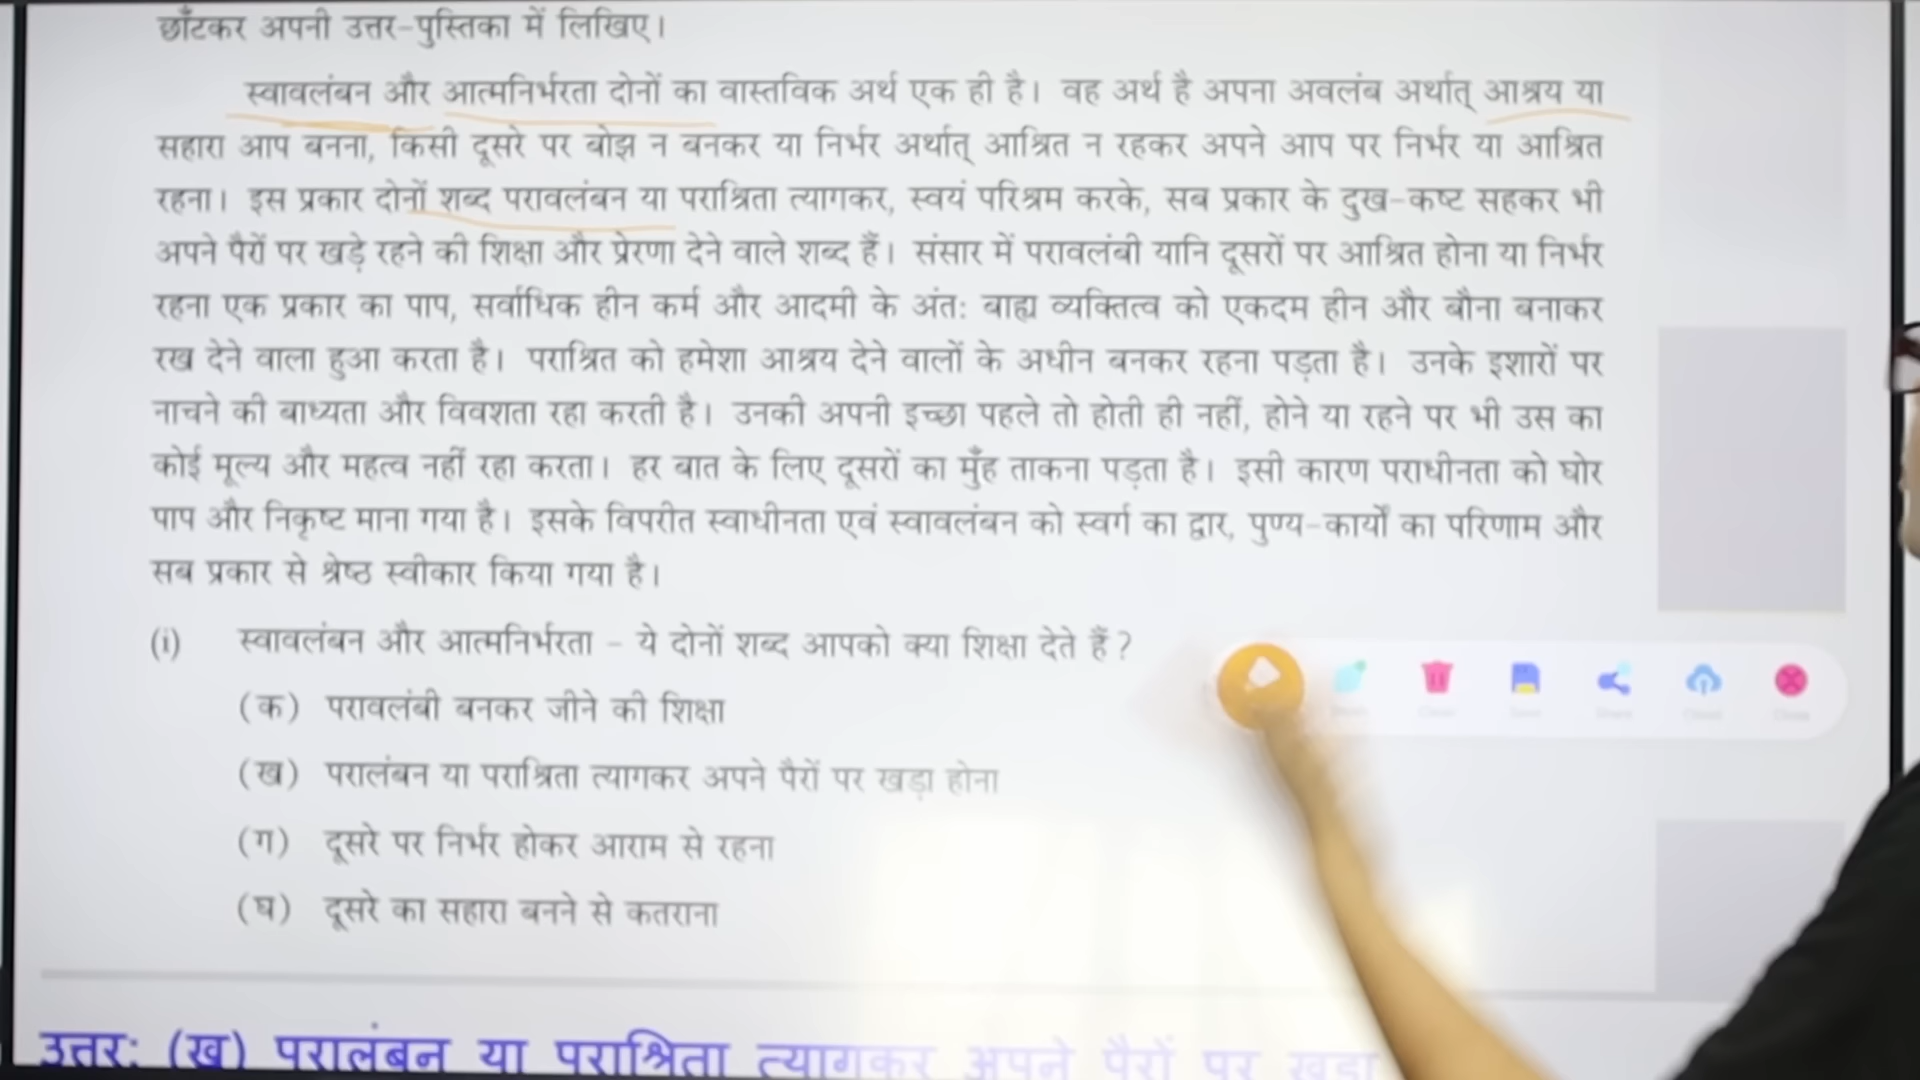 छाँटकर अपनी उत्तर-पुस्तिका में लिखिए।
स्वावलंबन और आत्मनिर्भरता दोनों का वास्तविक अर्थ एक ही है। वह अर्थ है अपना अवलंब अर्थात् आश्रय या
सहारा आप बनना, किसी दूसरे पर बोझ न बनकर या निर्भर अर्थात् आश्रित न रहकर अपने आप पर निर्भर या आश्रित
रहना। इस प्रकार दोनों शब्द परावलंबन या पराश्रिता त्यागकर, स्वयं परिश्रम करके, सब प्रकार के दुख-कष्ट सहकर भी
अपने पैरों पर खड़े रहने की शिक्षा और प्रेरणा देने वाले शब्द हैं। संसार में परावलंबी यानि दूसरों पर आश्रित होना या निर्भर
रहना एक प्रकार का पाप, सर्वाधिक हीन कर्म और आदमी के अंतः बाह्य व्यक्तित्व को एकदम हीन और बौना बनाकर
रख देने वाला हुआ करता है। पराश्रित को हमेशा आश्रय देने वालों के अधीन बनकर रहना पड़ता है। उनके इशारों पर
नाचने की बाध्यता और विवशता रहा करती है। उनकी अपनी इच्छा पहले तो होती ही नहीं, होने या रहने पर भी उस का
कोई मूल्य और महत्व नहीं रहा करता। हर बात के लिए दूसरों का मुँह ताकना पड़ता है। इसी कारण पराधीनता को घोर
पाप और निकृष्ट माना गया है। इसके विपरीत स्वाधीनता एवं स्वावलंबन को स्वर्ग का द्वार, पुण्य-कार्यों का परिणाम और
सब प्रकार से श्रेष्ठ स्वीकार किया गया है।
(i) स्वावलंबन और आत्मनिर्भरता - ये दोनों शब्द आपको क्या शिक्षा देते हैं?
(क) परावलंबी बनकर जीने की शिक्षा
(ख) परालंबन या पराश्रिता त्यागकर अपने पैरों पर खड़ा होना
(ग) दूसरे पर निर्भर होकर आराम से रहना
(घ) दूसरे का सहारा बनने से कतराना
उत्तर: (ख) परालंबन या पराश्रिता त्यागकर अपने पैरों पर खड़ा